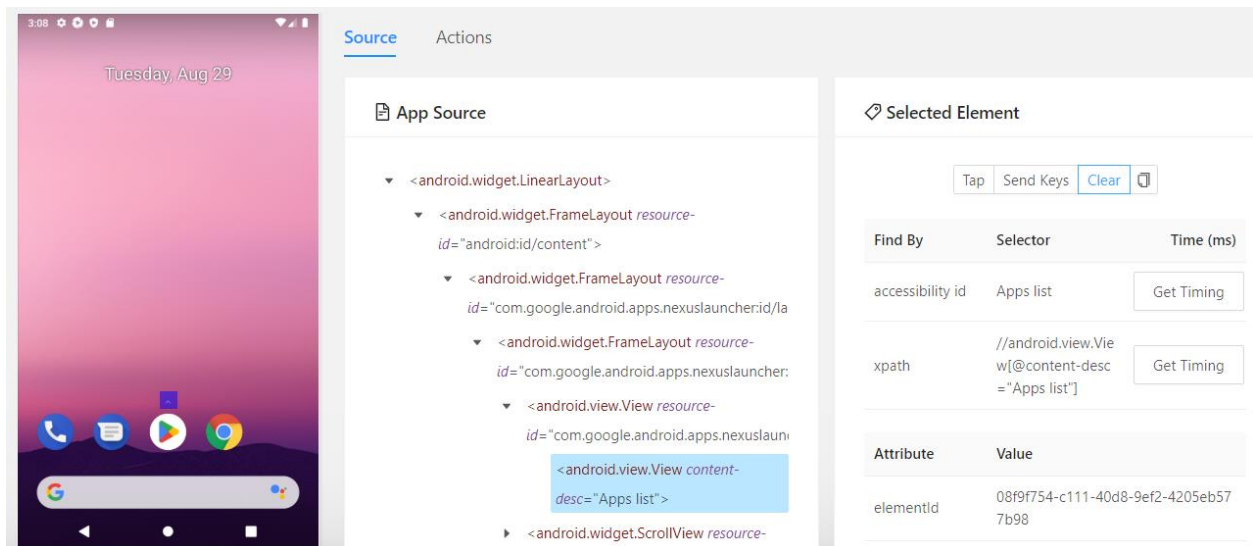 3:08
Tuesday, Aug 29
Source Actions
App Source
<android.widget.LinearLayout>
<android.widget.FrameLayout resource-
id="android:id/content">
<android.widget.FrameLayout resource-
id="com.google.android.apps.nexuslauncher:id/la
<android.widget.FrameLayout resource-
id="com.google.android.apps.nexuslauncher:
<android.view.View resource-
id="com.google.android.apps.nexuslaun
<android.view.View content-
desc="Apps list">
<android.widget.ScrollView resource-
Selected Element
Tap Send Keys Clear
Find By Selector Time (ms)
accessibility id Apps list Get Timing
xpath //android.view.Vie
w[@content-desc
="Apps list"] Get Timing
Attribute Value
elementId 08f9f754-c111-40d8-9ef2-4205eb57
7b98